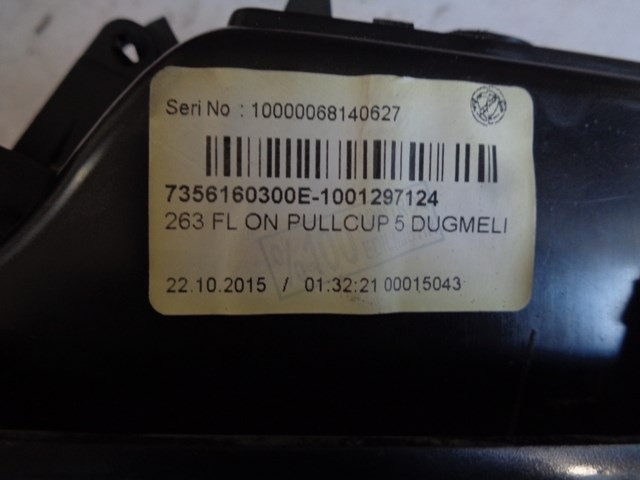 Seri No : 10000068140627
7356160300E-1001297124
263 FL ON PULLCUP 5 DUGMELI
22.10.2015 / 01:32:21 00015043